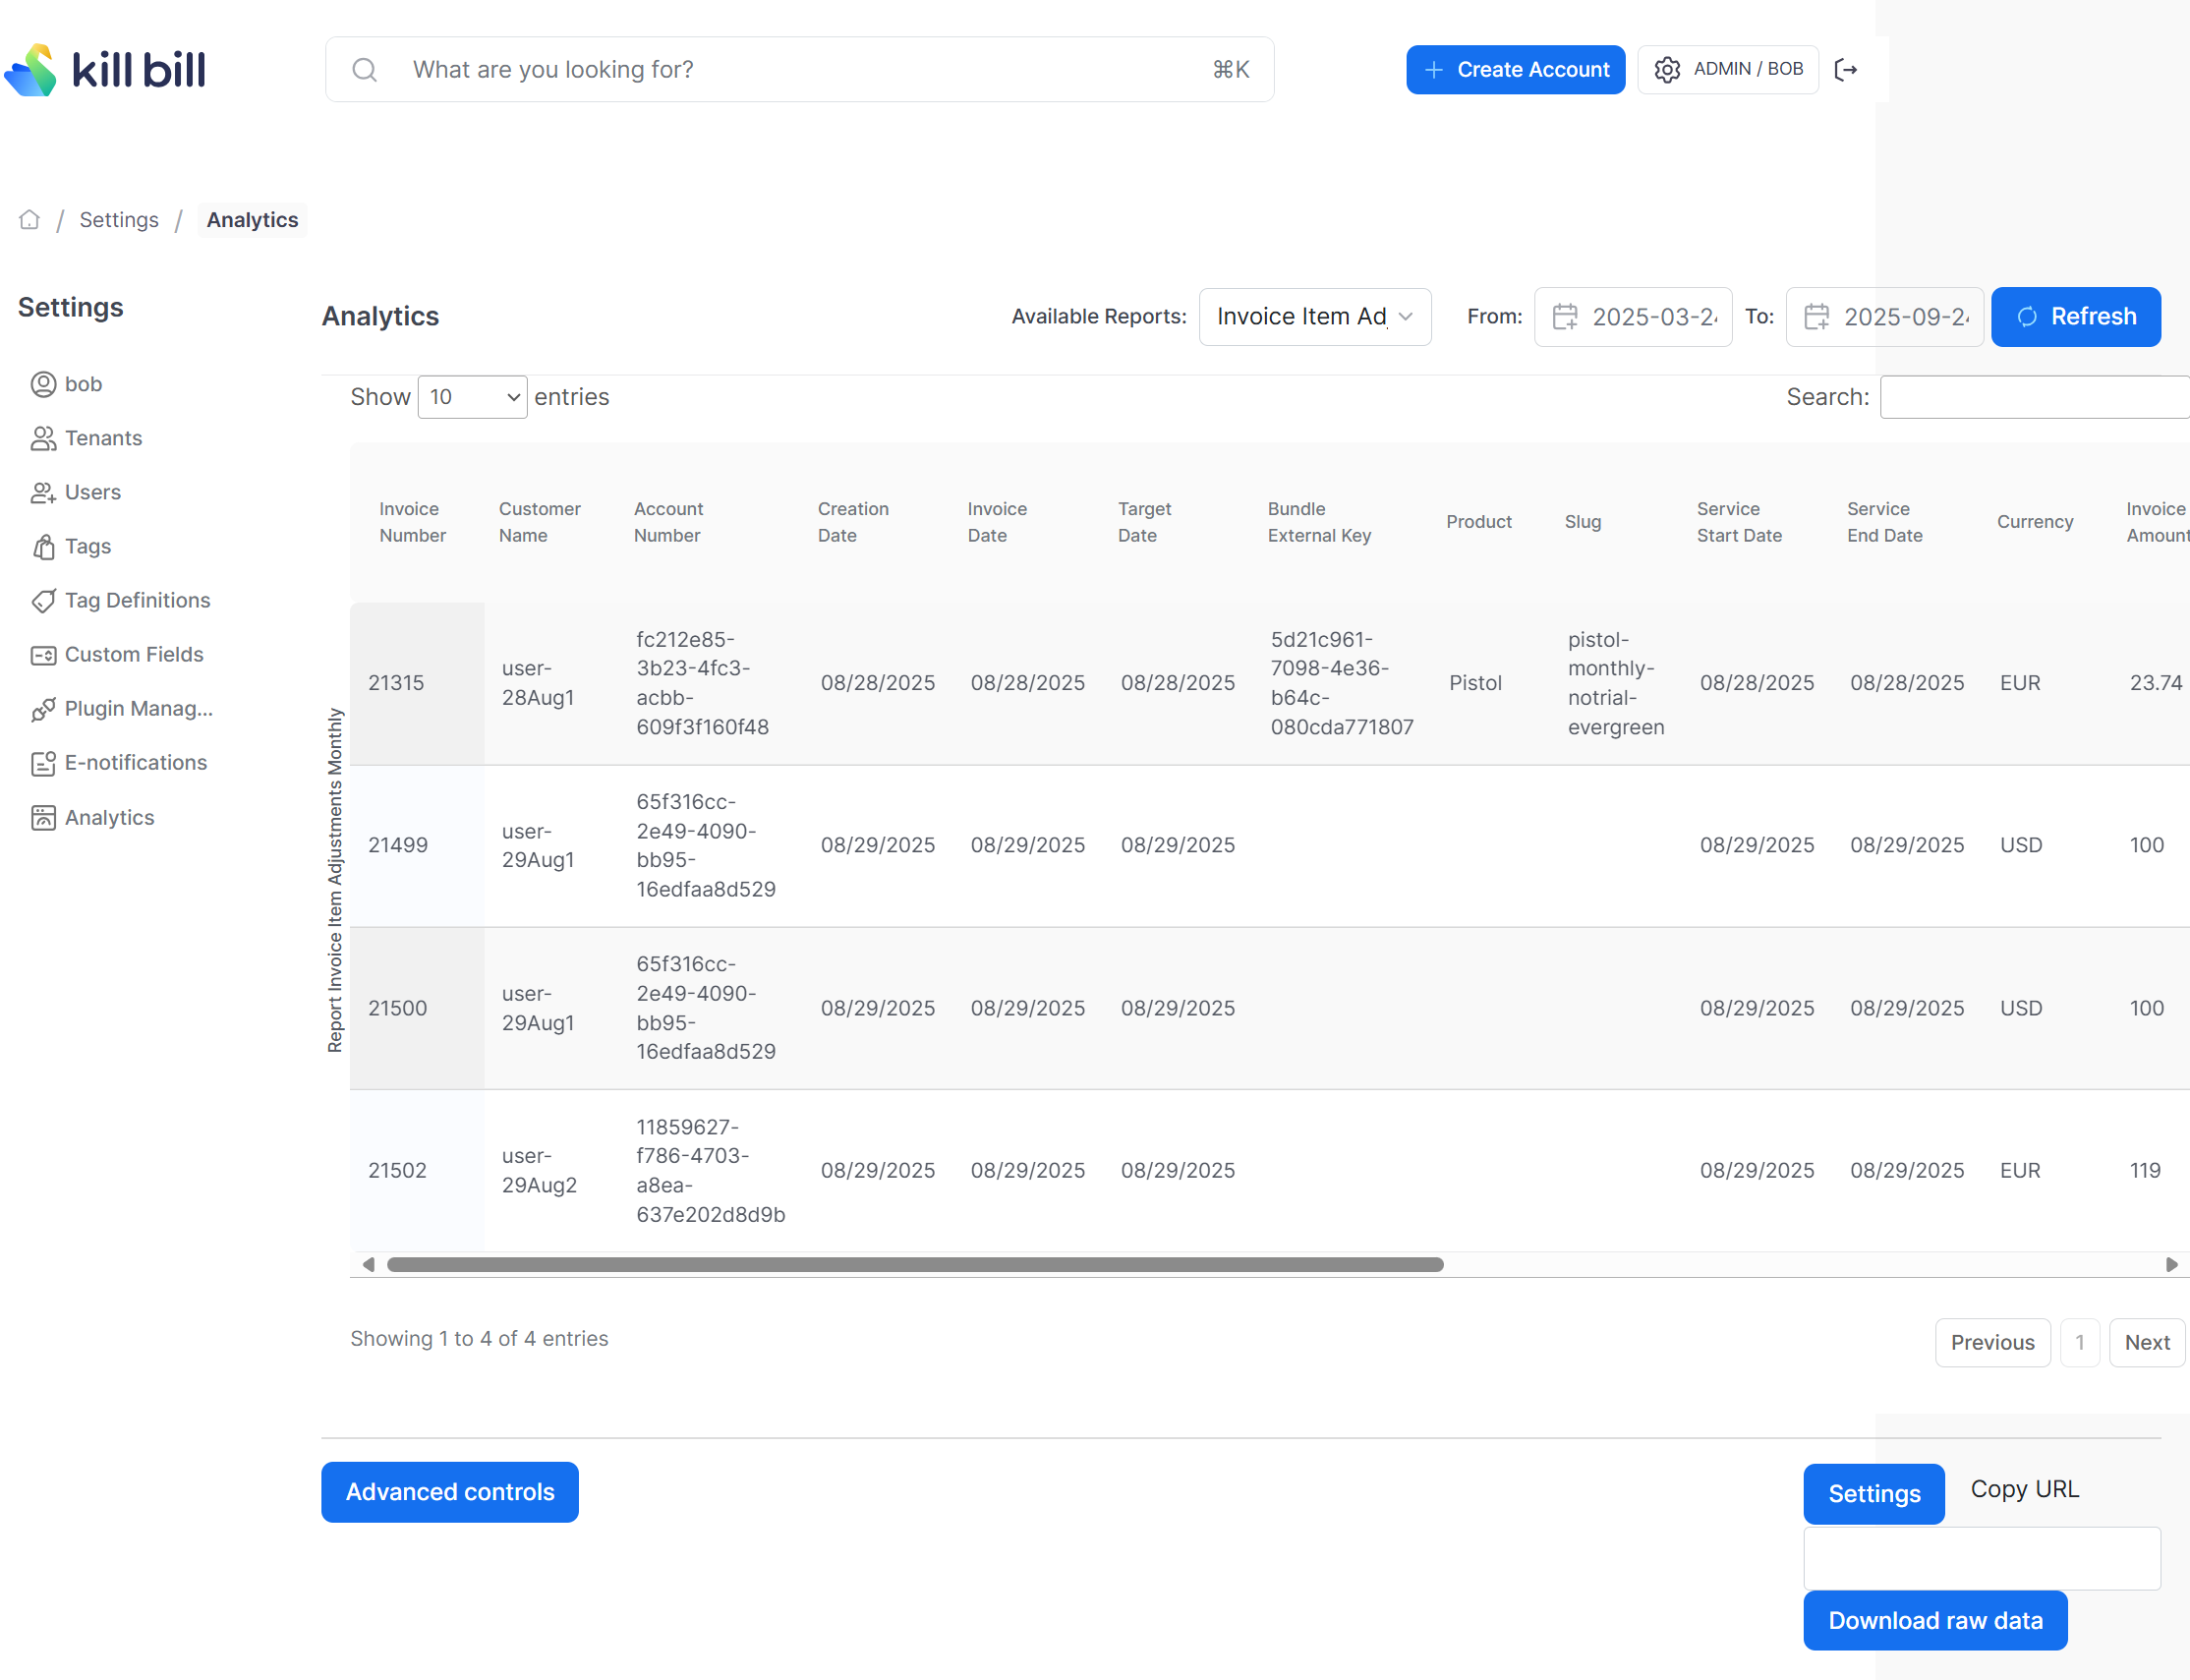 kill bill
What are you looking for?
⌘K
Create Account
ADMIN / BOB
/ Settings / Analytics
Settings
bob
Tenants
Users
Tags
Tag Definitions
Custom Fields
Plugin Manag...
E-notifications
Analytics
Analytics
Available Reports: Invoice Item Ad
From: 2025-03-24
To: 2025-09-24
Refresh
Show 10 entries
Search:
Report Invoice Item Adjustments Monthly
Invoice Number
Customer Name
Account Number
Creation Date
Invoice Date
Target Date
Bundle External Key
Product
Slug
Service Start Date
Service End Date
Currency
Invoice Amount
21315
user-
28Aug1
fc212e85-
3b23-4fc3-
acbb-
609f3f160f48
08/28/2025
08/28/2025
08/28/2025
5d21c961-
7098-4e36-
b64c-
080cda771807
Pistol
pistol-
monthly-
notrial-
evergreen
08/28/2025
08/28/2025
EUR
23.74
21499
user-
29Aug1
65f316cc-
2e49-4090-
bb95-
16edfaa8d529
08/29/2025
08/29/2025
08/29/2025
08/29/2025
08/29/2025
USD
100
21500
user-
29Aug1
65f316cc-
2e49-4090-
bb95-
16edfaa8d529
08/29/2025
08/29/2025
08/29/2025
08/29/2025
08/29/2025
USD
100
21502
user-
29Aug2
11859627-
f786-4703-
a8ea-
637e202d8d9b
08/29/2025
08/29/2025
08/29/2025
08/29/2025
08/29/2025
EUR
119
Showing 1 to 4 of 4 entries
Previous
1
Next
Advanced controls
Settings
Copy URL
Download raw data